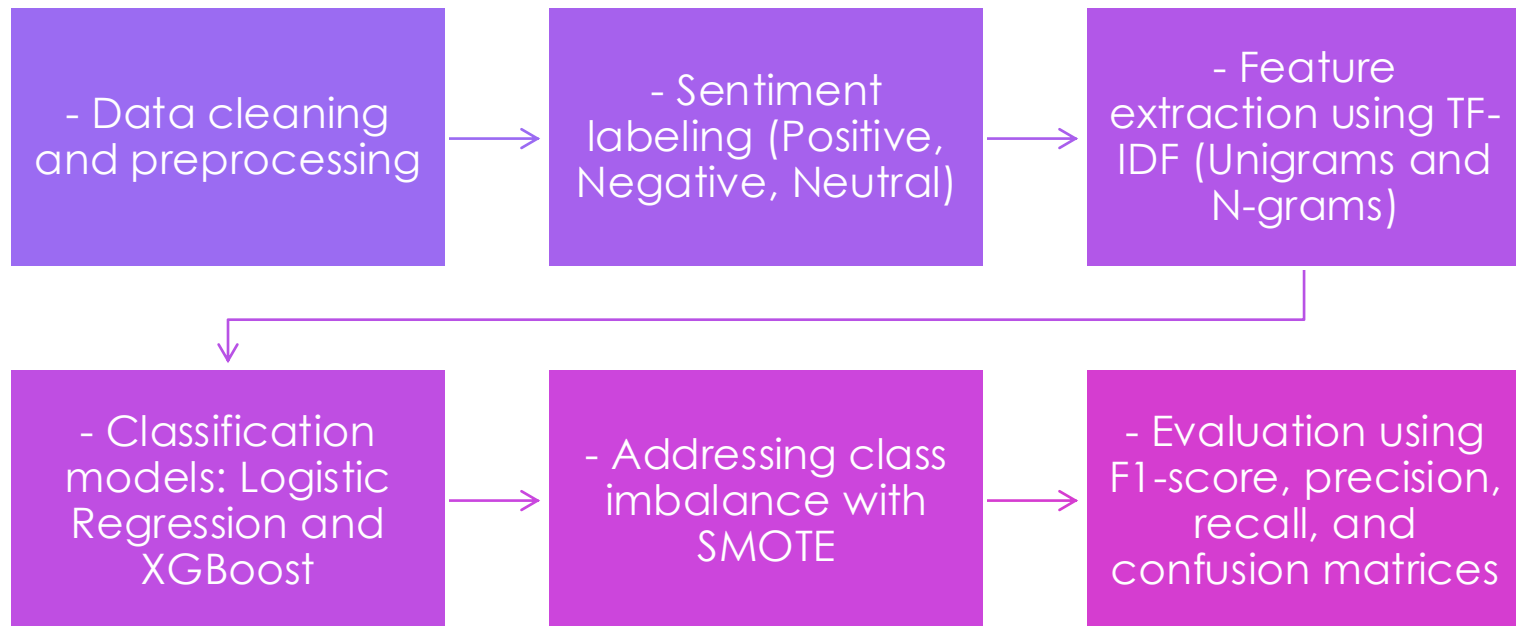 - Data cleaning
and preprocessing
- Sentiment
labeling (Positive,
Negative, Neutral)
- Feature
extraction using TF-
IDF (Unigrams and
N-grams)
- Classification
models: Logistic
Regression and
XGBoost
- Addressing class
imbalance with
SMOTE
- Evaluation using
F1-score, precision,
recall, and
confusion matrices